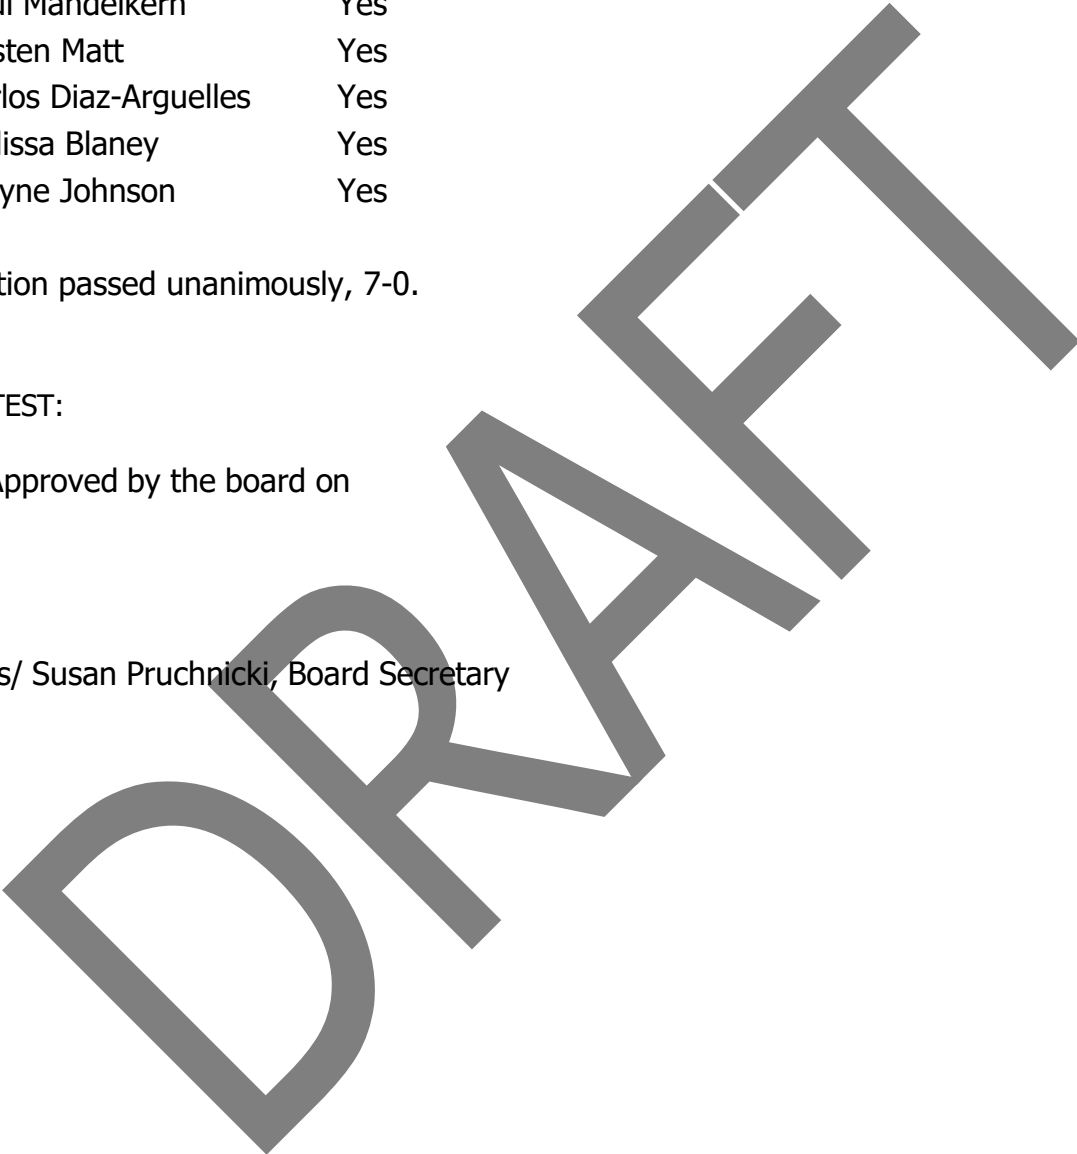 ul Mandelkern Yes
sten Matt Yes
rlos Diaz-Arguelles Yes
lissa Blaney Yes
yne Johnson Yes
tion passed unanimously, 7-0.
TEST:
Approved by the board on
s/ Susan Pruchnicki, Board Secretary
DRAFT